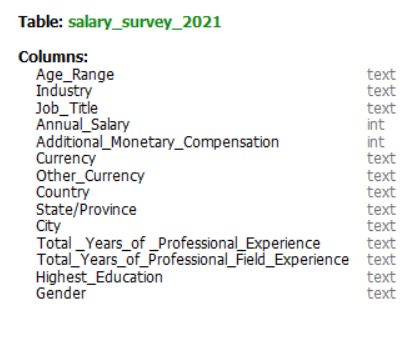 Table: salary_survey_2021
Columns:
Age_Range text
Industry text
Job_Title text
Annual_Salary int
Additional_Monetary_Compensation int
Currency text
Other_Currency text
Country text
State/Province text
City text
Total _Years_of _Professional_Experience text
Total_Years_of_Professional_Field_Experience text
Highest_Education text
Gender text